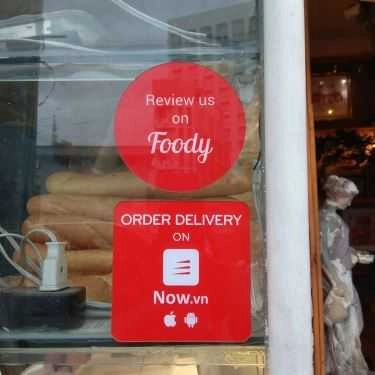 Review us
on
Foody
ORDER DELIVERY
ON
Now.vn